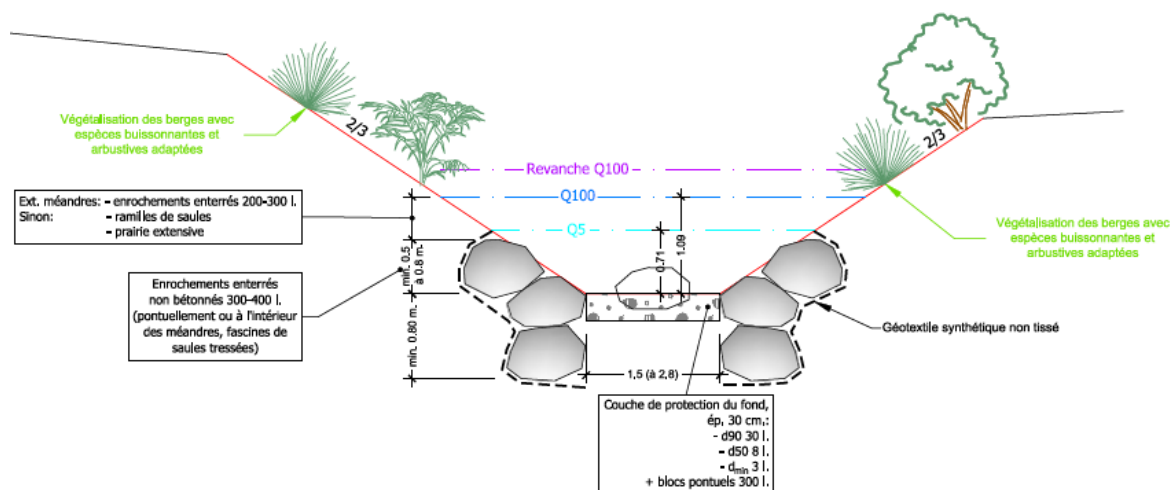 Végétalisation des berges avec
espèces buissonnantes et
arbustives adaptées
2/3
2/3
Revanche Q100
Q100
Q5
Ext. méandres: - enrochements enterrés 200-300 l.
Sinon: - ramilles de saules
- prairie extensive
Végétalisation des berges avec
espèces buissonnantes et
arbustives adaptées
min. 0.5
à 0.8 m.
0.71
1.09
Enrochements enterrés
non bétonnés 300-400 l.
(pontuellement ou à l'intérieur
des méandres, fascines de
saules tressées)
min. 0.80 m.
Géotextile synthétique non tissé
1,5 (à 2,8)
Couche de protection du fond,
ép. 30 cm.:
- d90 30 l.
- d50 8 l.
- dmin 3 l.
+ blocs pontuels 300 l.